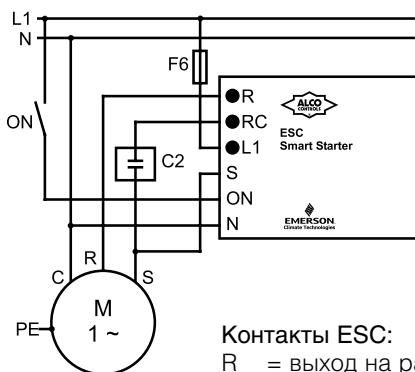 L1
N
F6
ON
R
RC
L1
S
ON
N
ALCO
CONTROLS
ESC
Smart Starter
EMERSON
Climate Technologies
C2
C
R
S
M
1 ~
PE
Контакты ESC:
R = выход на